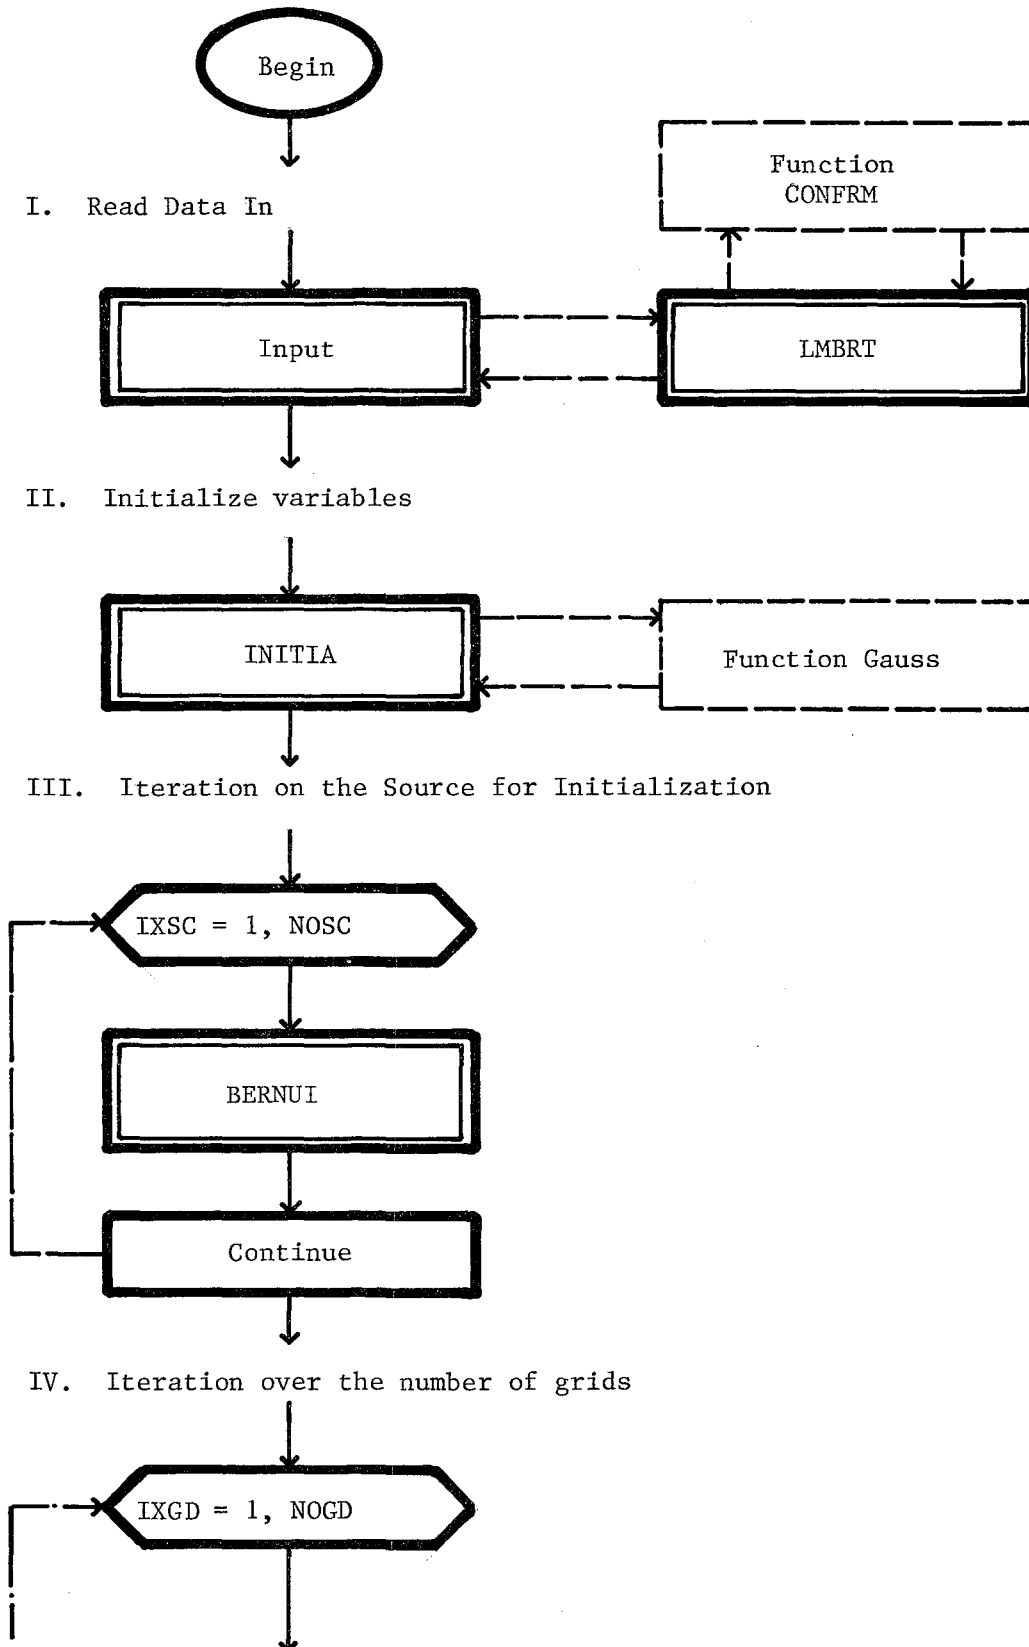 Begin
Function
CONFRM
I. Read Data In
Input
LMBRT
II. Initialize variables
INITIA
Function Gauss
III. Iteration on the Source for Initialization
IXSC = 1, NOSC
BERNUI
Continue
IV. Iteration over the number of grids
IXGD = 1, NOGD